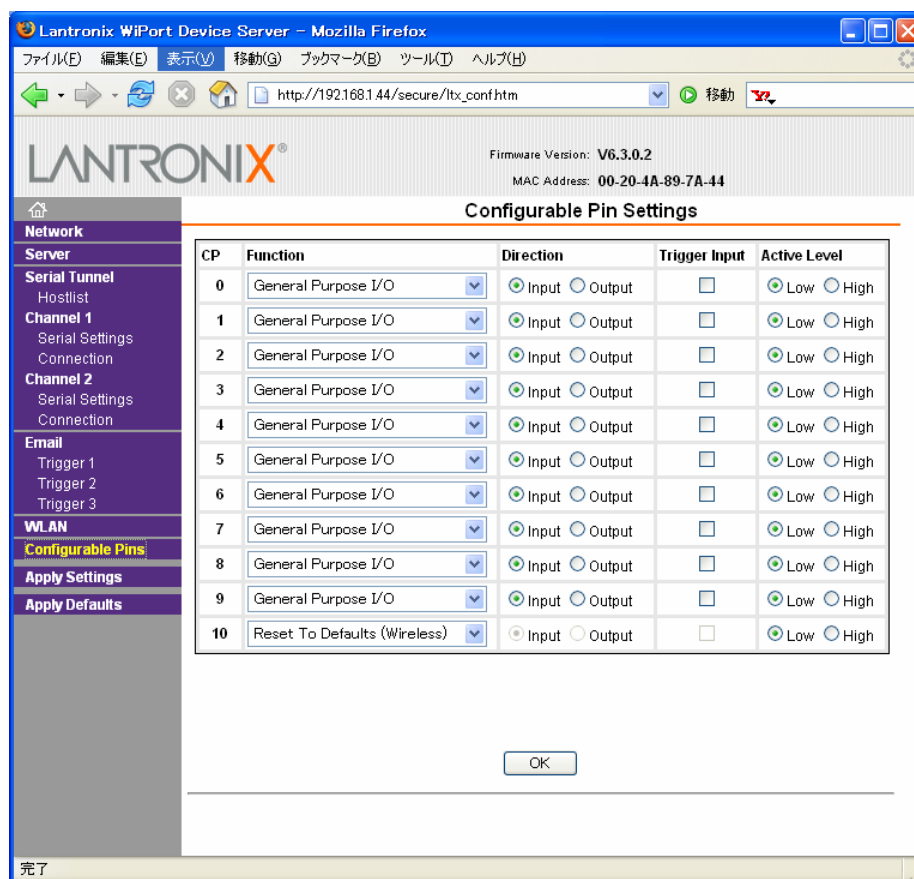 Lantronix WiPort Device Server - Mozilla Firefox
ファイル(F) 編集(E) 表示(V) 移動(G) ブックマーク(B) ツール(T) ヘルプ(H)
http://192.168.1.44/secure/ltx_conf.htm 移動
LANTRONIX®
Firmware Version: V6.3.0.2
MAC Address: 00-20-4A-89-7A-44
Configurable Pin Settings
Network
Server
Serial Tunnel
Hostlist
Channel 1
Serial Settings
Connection
Channel 2
Serial Settings
Connection
Email
Trigger 1
Trigger 2
Trigger 3
WLAN
Configurable Pins
Apply Settings
Apply Defaults
CP Function Direction Trigger Input Active Level
0 General Purpose I/O Input Output Low High
1 General Purpose I/O Input Output Low High
2 General Purpose I/O Input Output Low High
3 General Purpose I/O Input Output Low High
4 General Purpose I/O Input Output Low High
5 General Purpose I/O Input Output Low High
6 General Purpose I/O Input Output Low High
7 General Purpose I/O Input Output Low High
8 General Purpose I/O Input Output Low High
9 General Purpose I/O Input Output Low High
10 Reset To Defaults (Wireless) Input Output Low High
OK
完了